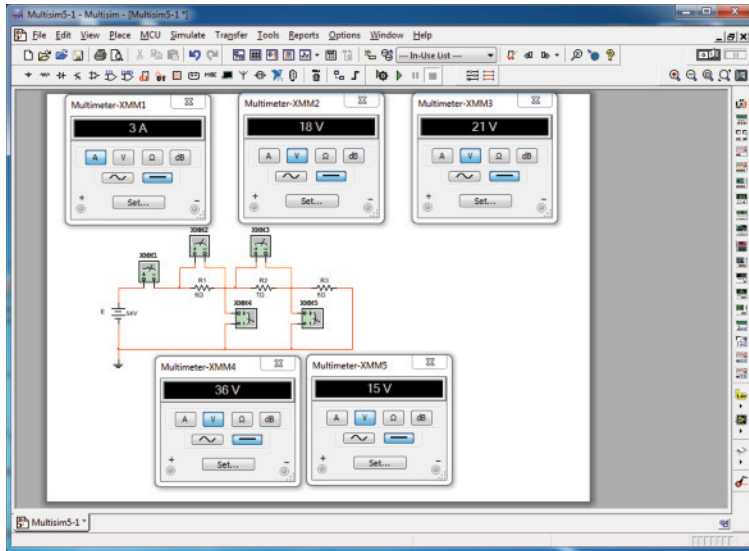 Multisim5-1 - Multisim - [Multisim5-1 *]
File Edit View Place MCU Simulate Transfer Tools Reports Options Window Help
--- In-Use List ---
Multimeter-XMM1
3 A
A V Ω dB
Set...
+ -
Multimeter-XMM2
18 V
A V Ω dB
Set...
+ -
Multimeter-XMM3
21 V
A V Ω dB
Set...
+ -
XMM1
XMM2
XMM3
R1
6Ω
R2
7Ω
R3
XMM4
XMM5
E
54V
Multimeter-XMM4
36 V
A V Ω dB
Set...
+ -
Multimeter-XMM5
15 V
A V Ω dB
Set...
+ -
Multisim5-1 *